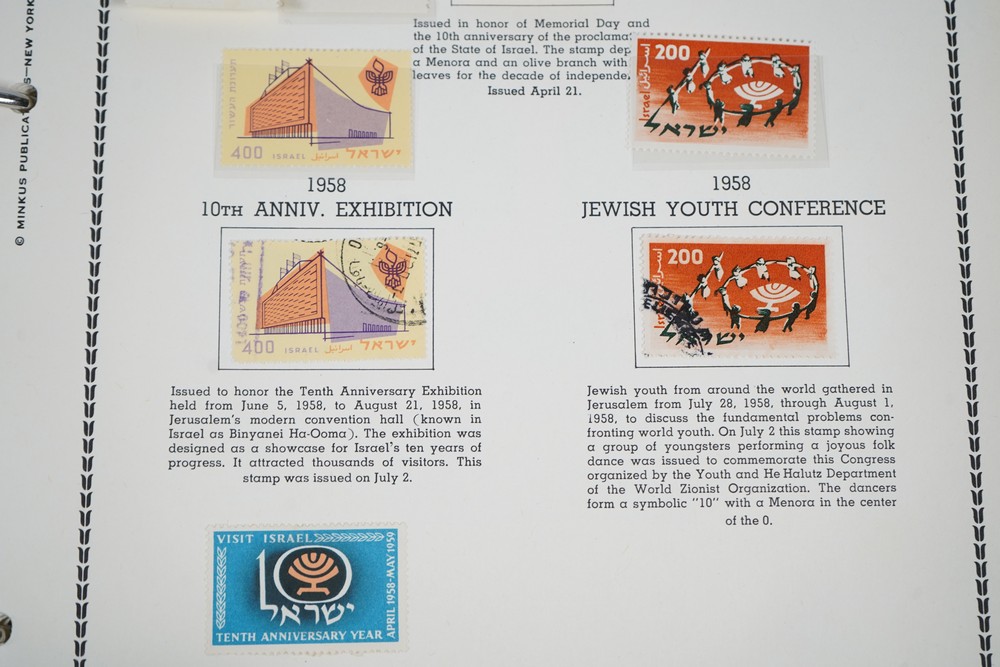 © MINKUS PUBLICA S—NEW YORK
Issued in honor of Memorial Day and
the 10th anniversary of the
of the State of Israel. The stamp
a Menora and an olive branch with
leaves for the decade of
Issued April 21.
תערוכת העשור
400 ISRAEL اسرائيل ישראל
200
Israel
اسرائيل
ישראל
1958
10TH ANNIV. EXHIBITION
1958
JEWISH YOUTH CONFERENCE
400 ISRAEL اسرائيل ישראל
200
اسرائيل
ישראל
Issued to honor the Tenth Anniversary Exhibition
held from June 5, 1958, to August 21, 1958, in
Jerusalem's modern convention hall (known in
Israel as Binyanei Ha-Ooma). The exhibition was
designed as a showcase for Israel's ten years of
progress. It attracted thousands of visitors. This
stamp was issued on July 2.
Jewish youth from around the world gathered in
Jerusalem from July 28, 1958, through August 1,
1958, to discuss the fundamental problems con-
fronting world youth. On July 2 this stamp showing
a group of youngsters performing a joyous folk
dance was issued to commemorate this Congress
organized by the Youth and He Halutz Department
of the World Zionist Organization. The dancers
form a symbolic "10" with a Menora in the center
of the 0.
VISIT ISRAEL
10
ישראל
TENTH ANNIVERSARY YEAR
APRIL 1958-MAY 1959